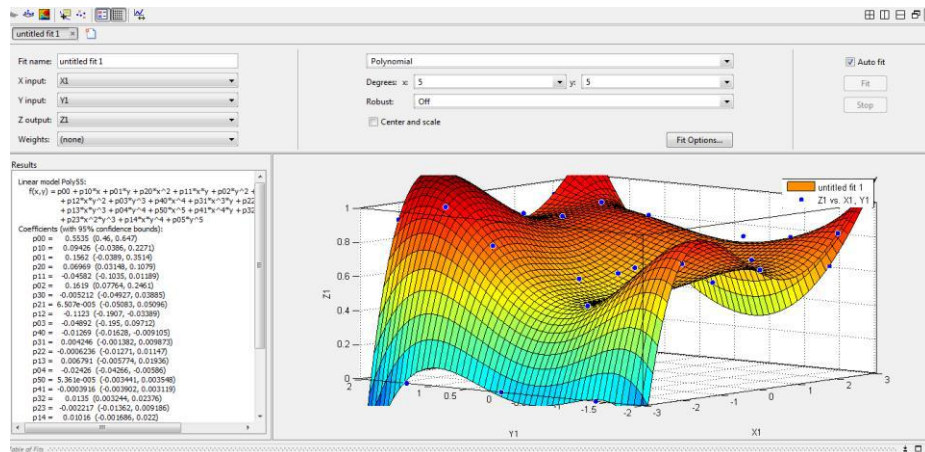 untitled fit 1
Fit name: untitled fit 1
X input: X1
Y input: Y1
Z output: Z1
Weights: (none)
Polynomial
Degrees: x: 5 y: 5
Robust: Off
Center and scale
Fit Options...
Auto fit
Fit
Stop
Results
Linear model Poly55:
f(x,y) = p00 + p10*x + p01*y + p20*x^2 + p11*x*y + p02*y^2 +
+ p12*x*y^2 + p03*y^3 + p40*x^4 + p31*x^3*y + p22
+ p13*x*y^3 + p04*y^4 + p50*x^5 + p41*x^4*y + p32
+ p23*x^2*y^3 + p14*x*y^4 + p05*y^5
Coefficients (with 95% confidence bounds):
p00 = 0.5535 (0.46, 0.647)
p10 = 0.09426 (-0.0386, 0.2271)
p01 = 0.1562 (-0.0389, 0.3514)
p20 = 0.06969 (0.03148, 0.1079)
p11 = -0.04582 (-0.1035, 0.01189)
p02 = 0.1619 (0.07764, 0.2461)
p30 = -0.005212 (-0.04927, 0.03885)
p21 = 6.507e-005 (-0.05083, 0.05096)
p12 = -0.1123 (-0.1907, -0.03389)
p03 = -0.04892 (-0.195, 0.09712)
p40 = -0.01269 (-0.01628, -0.009105)
p31 = 0.004246 (-0.001382, 0.009873)
p22 = -0.0006236 (-0.01271, 0.01147)
p13 = 0.006791 (-0.005774, 0.01936)
p04 = -0.02426 (-0.04266, -0.00586)
p50 = 5.361e-005 (-0.003441, 0.003548)
p41 = -0.0003916 (-0.003902, 0.003119)
p32 = 0.0135 (0.003244, 0.02376)
p23 = -0.002217 (-0.01362, 0.009186)
p14 = 0.01016 (-0.001686, 0.022)
untitled fit 1
Z1 vs. X1, Y1
1
0.8
0.6
0.4
0.2
0
Z1
2
1
0.5
0
-1
-1.5
-2
Y1
-3
-2
-1
0
1
2
3
X1
Table of Fits